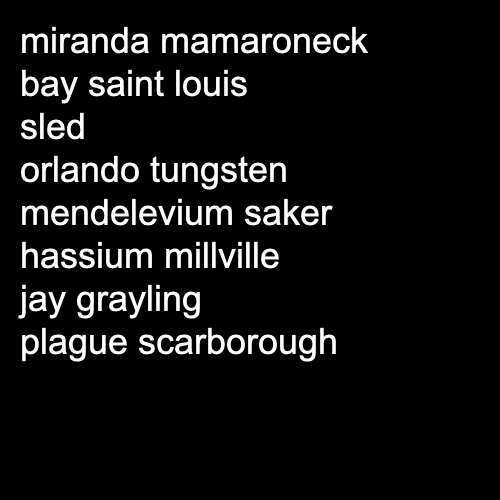 miranda mamaroneck
bay saint louis
sled
orlando tungsten
mendelevium saker
hassium millville
jay grayling
plague scarborough